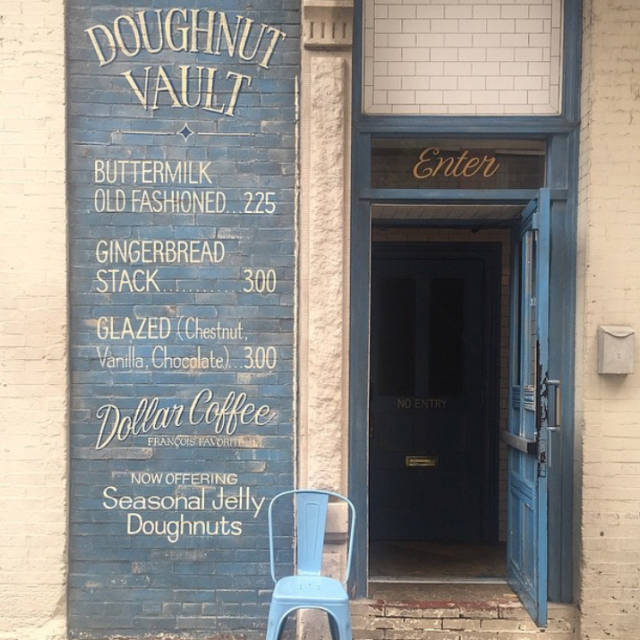 DOUGHNUT
VAULT
BUTTERMILK
OLD FASHIONED...225
GINGERBREAD
STACK..........300
GLAZED (Chestnut,
Vanilla, Chocolate)...300
Dollar Coffee
FRANÇOIS FAVORITE
NOW OFFERING
Seasonal Jelly
Doughnuts
Enter
NO ENTRY